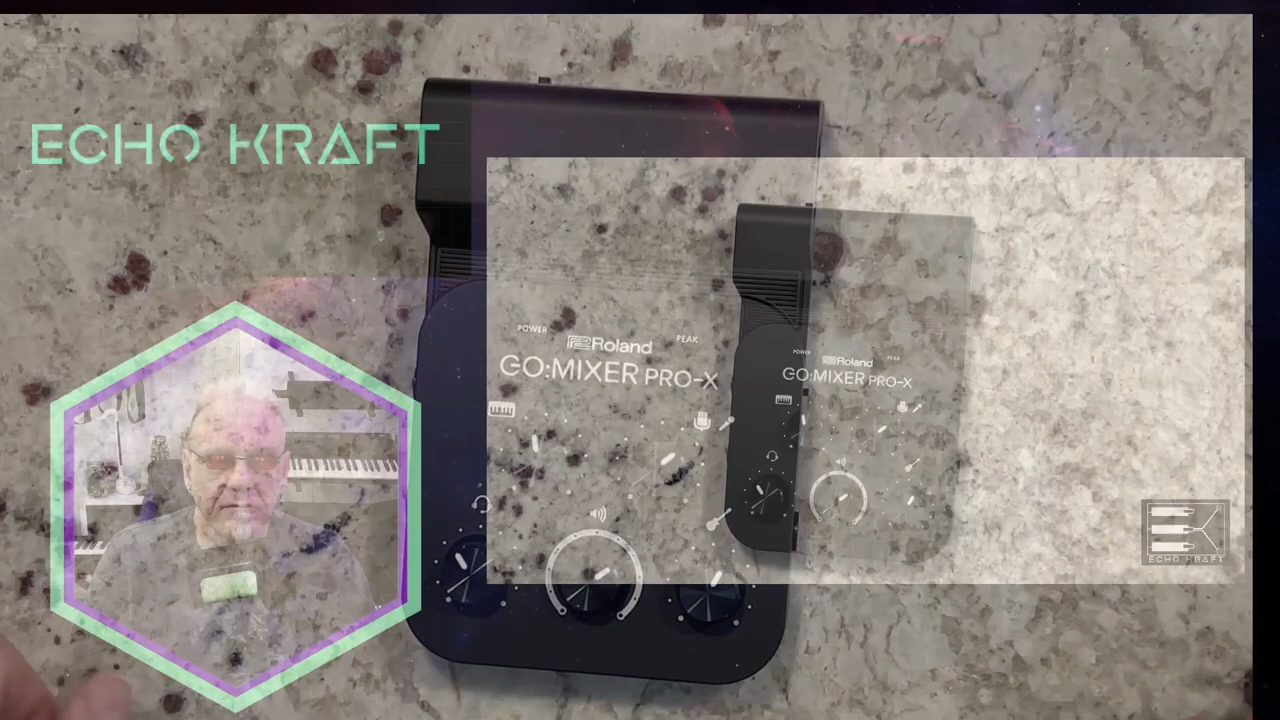 ECHO KRAFT
POWER
Roland
PEAK
GO:MIXER PRO-X
POWER
Roland
PEAK
GO:MIXER PRO-X
ECHO KRAFT